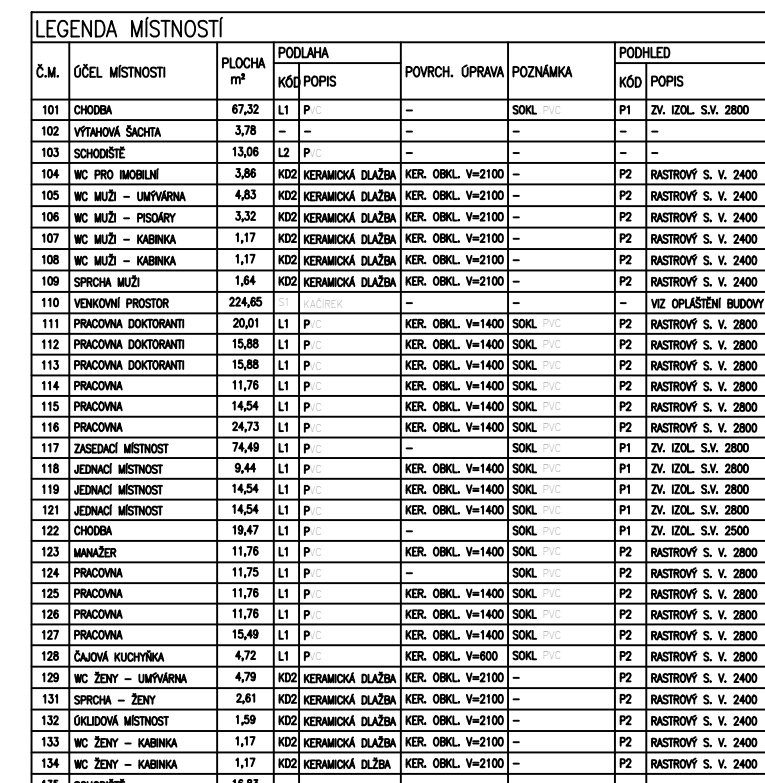 LEGENDA MÍSTNOSTÍ
Č.M. ÚČEL MÍSTNOSTI PLOCHA m² PODLAHA POVRCH. ÚPRAVA POZNÁMKA PODHLED
KÓD POPIS KÓD POPIS
101 CHODBA 67,32 L1 PVC – SOKL PVC P1 ZV. IZOL. S.V. 2800
102 VÝTAHOVÁ ŠACHTA 3,78 – – – – – –
103 SCHODIŠTĚ 13,06 L2 PVC – – – –
104 WC PRO IMOBILNÍ 3,86 KD2 KERAMICKÁ DLAŽBA KER. OBKL. V=2100 – P2 RASTROVÝ S. V. 2400
105 WC MUŽI – UMÝVÁRNA 4,83 KD2 KERAMICKÁ DLAŽBA KER. OBKL. V=2100 – P2 RASTROVÝ S. V. 2400
106 WC MUŽI – PISOÁRY 3,32 KD2 KERAMICKÁ DLAŽBA KER. OBKL. V=2100 – P2 RASTROVÝ S. V. 2400
107 WC MUŽI – KABINKA 1,17 KD2 KERAMICKÁ DLAŽBA KER. OBKL. V=2100 – P2 RASTROVÝ S. V. 2400
108 WC MUŽI – KABINKA 1,17 KD2 KERAMICKÁ DLAŽBA KER. OBKL. V=2100 – P2 RASTROVÝ S. V. 2400
109 SPRCHA MUŽI 1,64 KD2 KERAMICKÁ DLAŽBA KER. OBKL. V=2100 – P2 RASTROVÝ S. V. 2400
110 VENKOVNÍ PROSTOR 224,65 S1 KAČÍREK – – – VIZ OPLÁŠTĚNÍ BUDOVY
111 PRACOVNA DOKTORANTI 20,01 L1 PVC KER. OBKL. V=1400 SOKL PVC P2 RASTROVÝ S. V. 2800
112 PRACOVNA DOKTORANTI 15,88 L1 PVC KER. OBKL. V=1400 SOKL PVC P2 RASTROVÝ S. V. 2800
113 PRACOVNA DOKTORANTI 15,88 L1 PVC KER. OBKL. V=1400 SOKL PVC P2 RASTROVÝ S. V. 2800
114 PRACOVNA 11,76 L1 PVC KER. OBKL. V=1400 SOKL PVC P2 RASTROVÝ S. V. 2800
115 PRACOVNA 14,54 L1 PVC KER. OBKL. V=1400 SOKL PVC P2 RASTROVÝ S. V. 2800
116 PRACOVNA 24,73 L1 PVC KER. OBKL. V=1400 SOKL PVC P2 RASTROVÝ S. V. 2800
117 ZASEDACÍ MÍSTNOST 74,49 L1 PVC – SOKL PVC P1 ZV. IZOL. S.V. 2800
118 JEDNACÍ MÍSTNOST 9,44 L1 PVC KER. OBKL. V=1400 SOKL PVC P1 ZV. IZOL. S.V. 2800
119 JEDNACÍ MÍSTNOST 14,54 L1 PVC KER. OBKL. V=1400 SOKL PVC P1 ZV. IZOL. S.V. 2800
121 JEDNACÍ MÍSTNOST 14,54 L1 PVC KER. OBKL. V=1400 SOKL PVC P1 ZV. IZOL. S.V. 2800
122 CHODBA 19,47 L1 PVC – SOKL PVC P1 ZV. IZOL. S.V. 2500
123 MANAŽER 11,76 L1 PVC KER. OBKL. V=1400 SOKL PVC P2 RASTROVÝ S. V. 2800
124 PRACOVNA 11,75 L1 PVC – SOKL PVC P2 RASTROVÝ S. V. 2800
125 PRACOVNA 11,76 L1 PVC KER. OBKL. V=1400 SOKL PVC P2 RASTROVÝ S. V. 2800
126 PRACOVNA 11,76 L1 PVC KER. OBKL. V=1400 SOKL PVC P2 RASTROVÝ S. V. 2800
127 PRACOVNA 15,49 L1 PVC KER. OBKL. V=1400 SOKL PVC P2 RASTROVÝ S. V. 2800
128 ČAJOVÁ KUCHYŇKA 4,72 L1 PVC KER. OBKL. V=600 SOKL PVC P2 RASTROVÝ S. V. 2800
129 WC ŽENY – UMÝVÁRNA 4,79 KD2 KERAMICKÁ DLAŽBA KER. OBKL. V=2100 – P2 RASTROVÝ S. V. 2400
131 SPRCHA – ŽENY 2,61 KD2 KERAMICKÁ DLAŽBA KER. OBKL. V=2100 – P2 RASTROVÝ S. V. 2400
132 ÚKLIDOVÁ MÍSTNOST 1,59 KD2 KERAMICKÁ DLAŽBA KER. OBKL. V=2100 – P2 RASTROVÝ S. V. 2400
133 WC ŽENY – KABINKA 1,17 KD2 KERAMICKÁ DLAŽBA KER. OBKL. V=2100 – P2 RASTROVÝ S. V. 2400
134 WC ŽENY – KABINKA 1,17 KD2 KERAMICKÁ DLŽBA KER. OBKL. V=2100 – P2 RASTROVÝ S. V. 2400